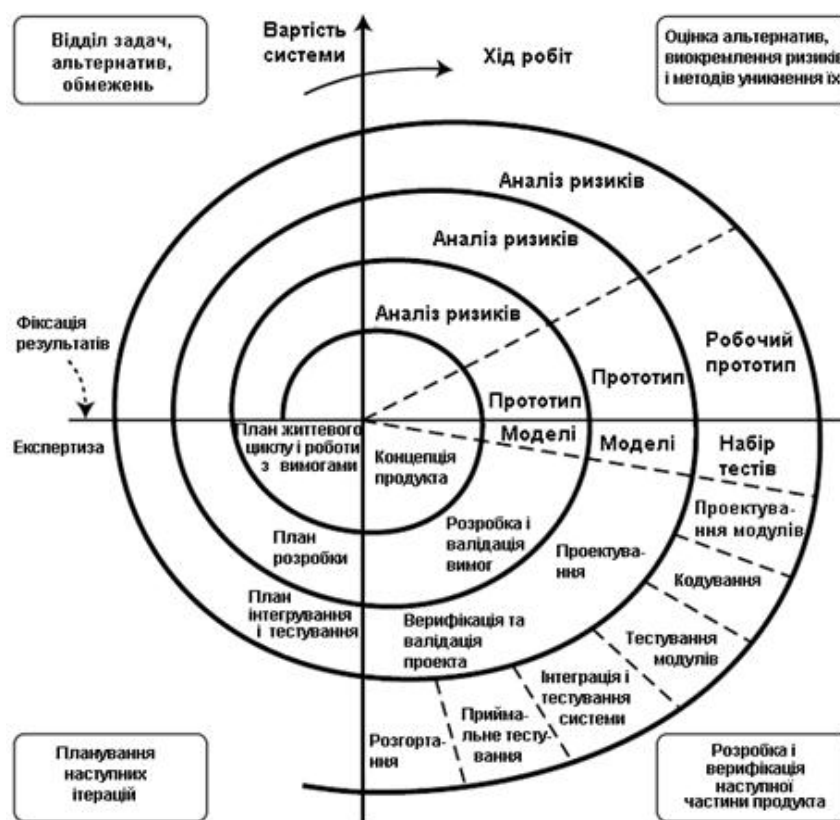 Відділ задач,
альтернатив,
обмежень
Вартість
системи
Хід робіт
Оцінка альтернатив,
виокремлення ризиків
і методів уникнення їх
Аналіз ризиків
Аналіз ризиків
Аналіз ризиків
Фіксація
результатів
Робочий
прототип
Прототип
Прототип
Експертиза
План життевого
циклу і роботи
з вимогами
Концепція
продукта
Моделі
Моделі
Набір
тестів
Проектува-
ння модулів
План
розробки
Розробка і
валідація
вимог
Проектува-
ння
Кодування
План
інтегрування
і тестування
Верифікація та
валідація
проекта
Тестування
модулів
Інтеграція і
тестування
системи
Приймаь-
льне тесту-
вання
Розгорта-
ння
Планування
наступних
ітерацій
Розробка і
верифікація
наступної
частини продукта